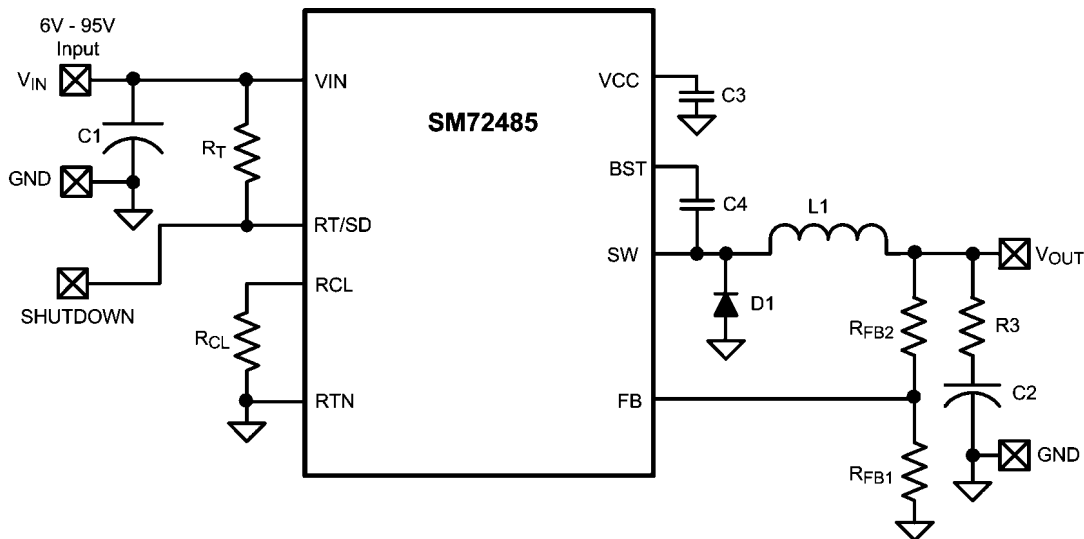 6V - 95V
Input
VIN
C1
RT
GND
SHUTDOWN
RCL
SM72485
VIN
RT/SD
RCL
RTN
VCC
BST
SW
FB
C3
C4
L1
D1
VOUT
RFB2
R3
C2
RFB1
GND